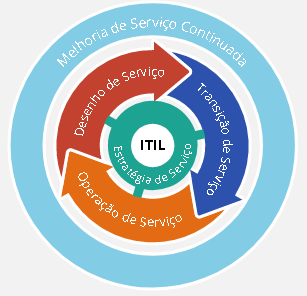 Melhoria de Serviço Continuada
Desenho de Serviço
Transição de Serviço
Operação de Serviço
ITIL
Estratégia de Serviço